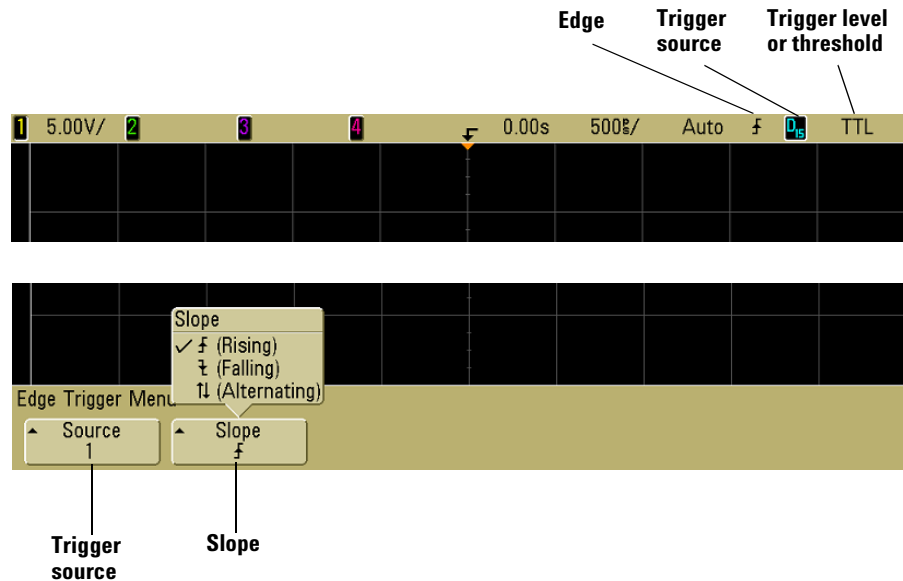 Edge
Trigger source
Trigger level or threshold
1 5.00V/ 2 3 4 0.00s 500㎱/ Auto D15 TTL
Slope
✓ (Rising)
(Falling)
↑↓ (Alternating)
Edge Trigger Menu
Source
1
Slope
Trigger source
Slope